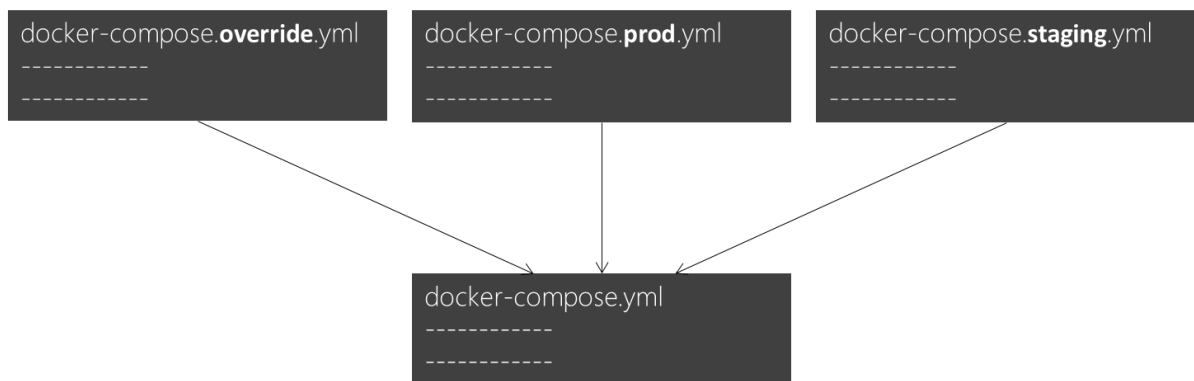 docker-compose.override.yml
------------
------------
docker-compose.prod.yml
------------
------------
docker-compose.staging.yml
------------
------------
docker-compose.yml
------------
------------